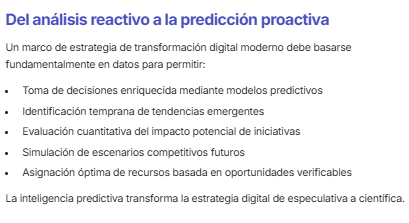 Del análisis reactivo a la predicción proactiva
Un marco de estrategia de transformación digital moderno debe basarse
fundamentalmente en datos para permitir:
• Toma de decisiones enriquecida mediante modelos predictivos
• Identificación temprana de tendencias emergentes
• Evaluación cuantitativa del impacto potencial de iniciativas
• Simulación de escenarios competitivos futuros
• Asignación óptima de recursos basada en oportunidades verificables
La inteligencia predictiva transforma la estrategia digital de especulativa a científica.